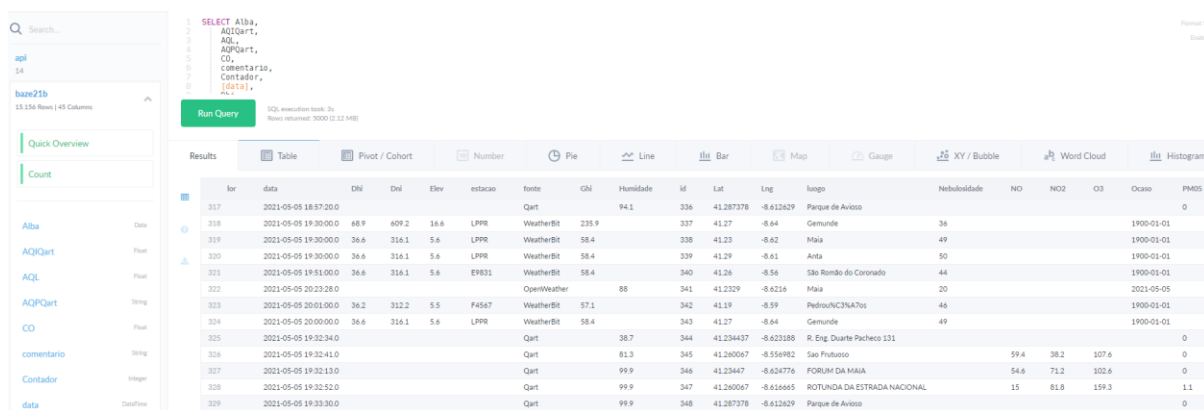 Search...
api
14
baze21b
15.156 Rows | 45 Columns
Quick Overview
Count
Alba Date
AQIQart Float
AQL Float
AQPQart String
CO Float
comentario String
Contador Integer
data DateTime
1 SELECT Alba,
2 AQIQart,
3 AQL,
4 AQPQart,
5 CO,
6 comentario,
7 Contador,
8 [data],
Run Query
SQL execution took: 3s
Rows returned: 5000 (2.12 MB)
Results Table Pivot / Cohort Number Pie Line Bar Map Gauge XY / Bubble Word Cloud Histogram
lor data Dhi Dni Elev estacao fonte Ghi Humidade id Lat Lng luogo Nebulosidade NO NO2 O3 Ocaso PM05
317 2021-05-05 18:57:20.0 Qart 94.1 336 41.287378 -8.612629 Parque de Avioso 0
318 2021-05-05 19:30:00.0 68.9 609.2 16.6 LPPR WeatherBit 235.9 337 41.27 -8.64 Gemunde 36 1900-01-01
319 2021-05-05 19:30:00.0 36.6 316.1 5.6 LPPR WeatherBit 58.4 338 41.23 -8.62 Maia 49 1900-01-01
320 2021-05-05 19:30:00.0 36.6 316.1 5.6 LPPR WeatherBit 58.4 339 41.29 -8.61 Anta 50 1900-01-01
321 2021-05-05 19:51:00.0 36.6 316.1 5.6 E9831 WeatherBit 58.4 340 41.26 -8.56 São Romão do Coronado 44 1900-01-01
322 2021-05-05 20:23:28.0 OpenWeather 88 341 41.2329 -8.6216 Maia 20 2021-05-05
323 2021-05-05 20:01:00.0 36.2 312.2 5.5 F4567 WeatherBit 57.1 342 41.19 -8.59 Pedrou%C3%A7os 46 1900-01-01
324 2021-05-05 20:00:00.0 36.6 316.1 5.6 LPPR WeatherBit 58.4 343 41.27 -8.64 Gemunde 49 1900-01-01
325 2021-05-05 19:32:34.0 Qart 38.7 344 41.234437 -8.623188 R. Eng. Duarte Pacheco 131 0
326 2021-05-05 19:32:41.0 Qart 81.3 345 41.260067 -8.556982 Sao Frutuoso 59.4 38.2 107.6 0
327 2021-05-05 19:32:13.0 Qart 99.9 346 41.23447 -8.624776 FORUM DA MAIA 54.6 71.2 102.6 0
328 2021-05-05 19:32:52.0 Qart 99.9 347 41.260067 -8.616665 ROTUNDA DA ESTRADA NACIONAL 15 81.8 159.3 1.1
329 2021-05-05 19:33:30.0 Qart 99.9 348 41.287378 -8.612629 Parque de Avioso 0